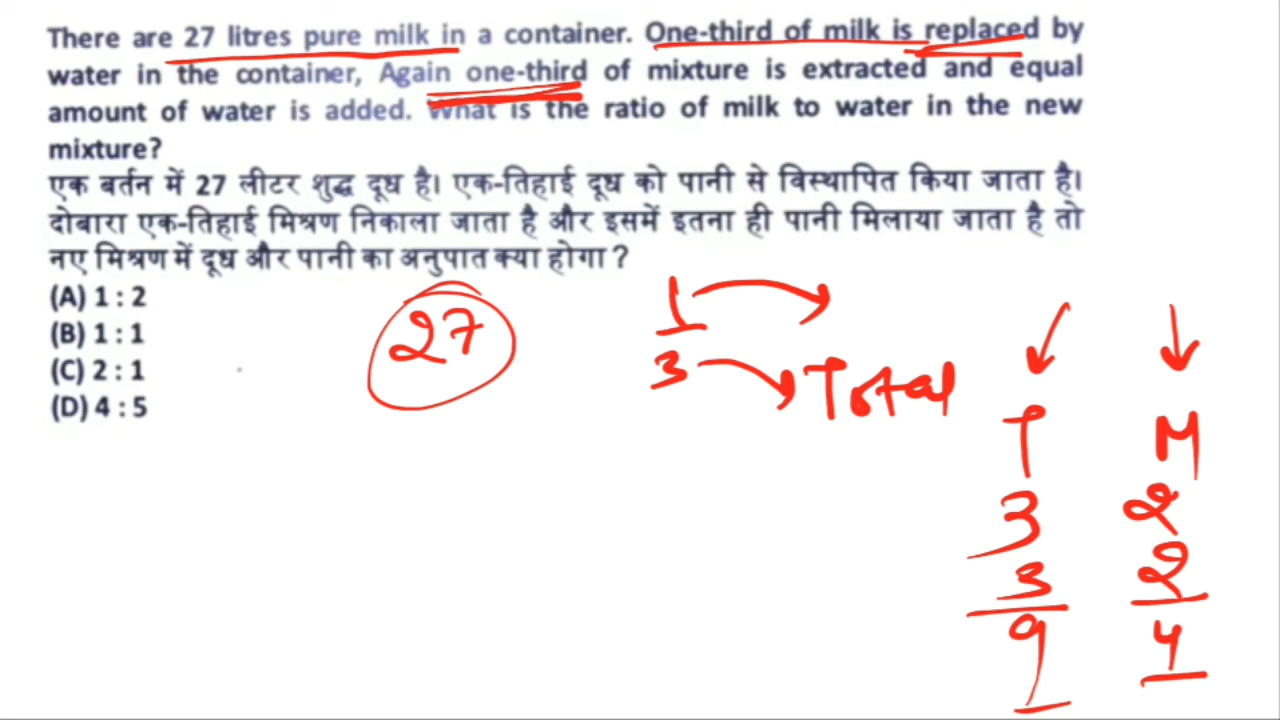 There are 27 litres pure milk in a container. One-third of milk is replaced by
water in the container, Again one-third of mixture is extracted and equal
amount of water is added. What is the ratio of milk to water in the new
mixture?
एक बर्तन में 27 लीटर शुद्ध दूध है। एक-तिहाई दूध को पानी से विस्थापित किया जाता है।
दोबारा एक-तिहाई मिश्रण निकाला जाता है और इसमें इतना ही पानी मिलाया जाता है तो
नए मिश्रण में दूध और पानी का अनुपात क्या होगा ?
(A) 1 : 2
(B) 1 : 1
(C) 2 : 1
(D) 4 : 5
27
1
3 Total
T M
3 2
3 2
9 4